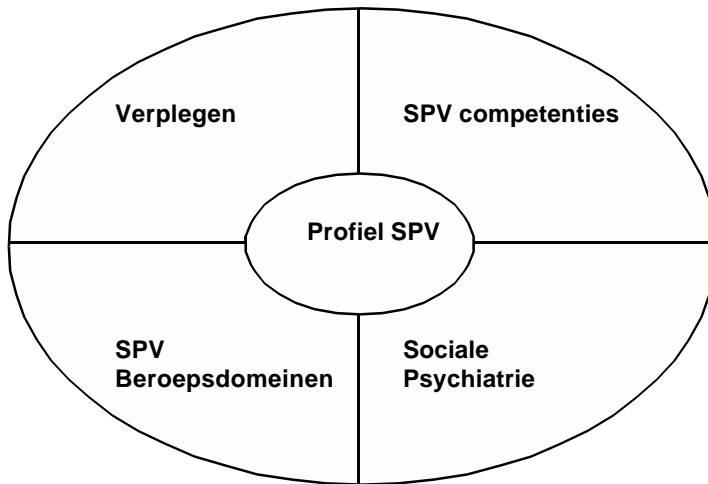 Verplegen
SPV competenties
Profiel SPV
SPV
Beroepsdomeinen
Sociale
Psychiatrie